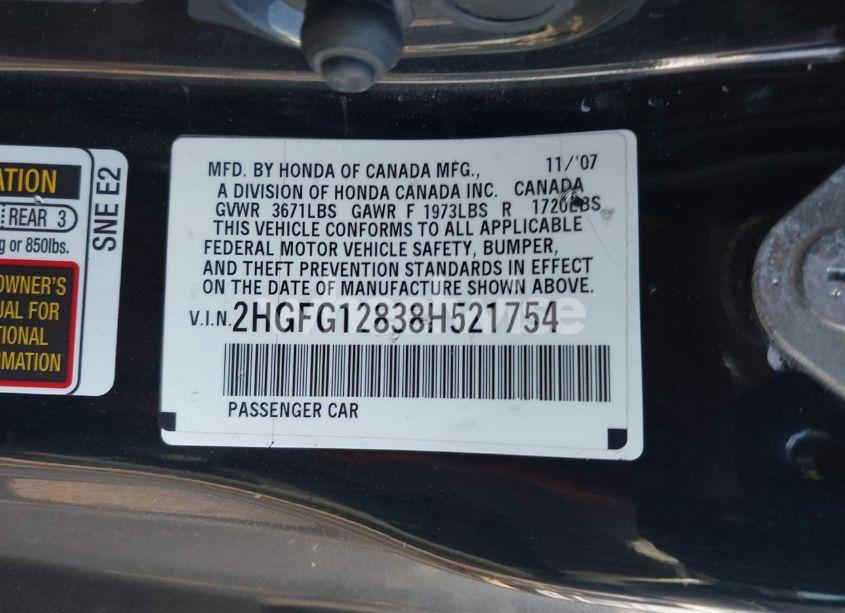 ATION
REAR 3
g or 850lbs.
OWNER'S
UAL FOR
TIONAL
RMATION
SNE E2
MFD. BY HONDA OF CANADA MFG., 11/'07
A DIVISION OF HONDA CANADA INC. CANADA
GVWR 3671LBS GAWR F 1973LBS R 1720LBS
THIS VEHICLE CONFORMS TO ALL APPLICABLE
FEDERAL MOTOR VEHICLE SAFETY, BUMPER,
AND THEFT PREVENTION STANDARDS IN EFFECT
ON THE DATE OF MANUFACTURE SHOWN ABOVE.
V.I.N. 2HGFG12838H521754
PASSENGER CAR